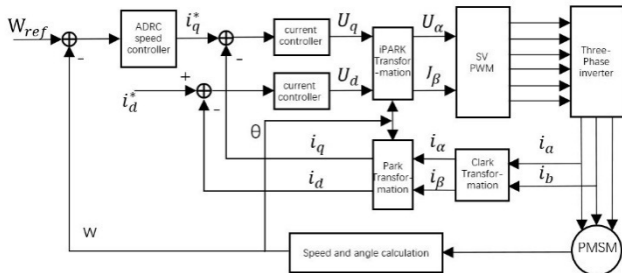 W_ref
ADRC
speed
controller
i_q^*
current
controller
U_q
iPARK
Transfor-
mation
U_α
SV
PWM
Three-
Phase
inverter
-
-
+
-
i_d^*
current
controller
U_d
J_β
θ
i_q
i_d
Park
Transfor-
mation
i_α
i_β
Clark
Transfor-
mation
i_a
i_b
w
Speed and angle calculation
PMSM